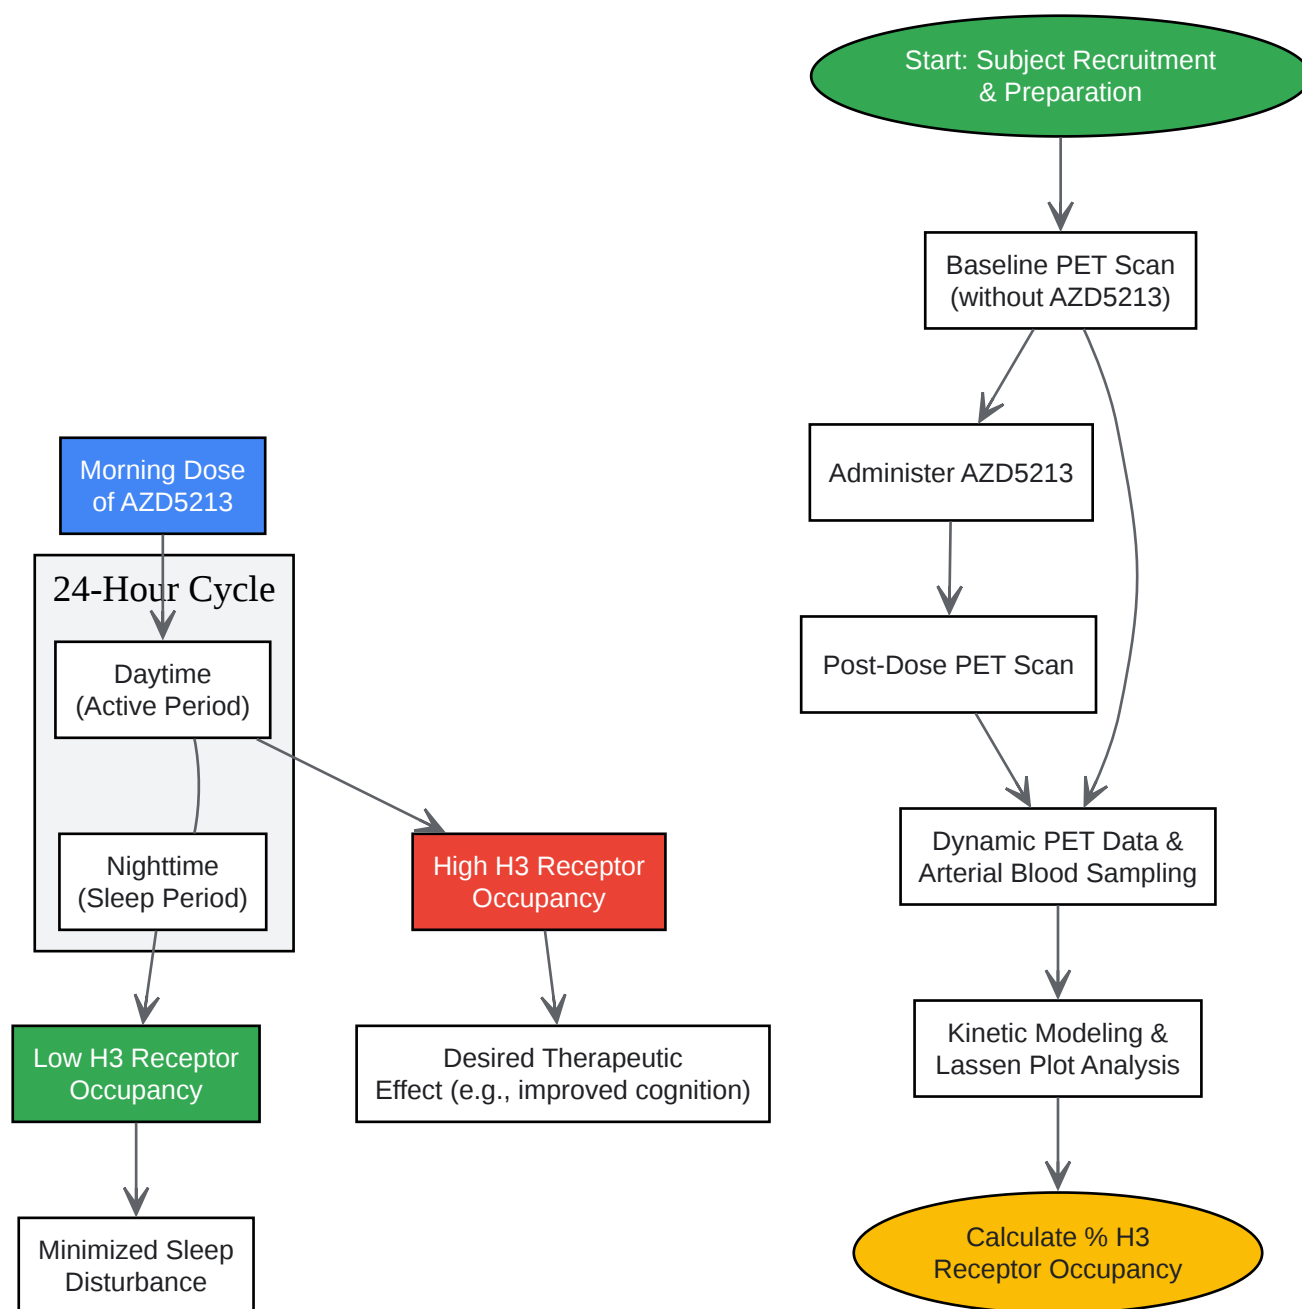 Start: Subject Recruitment
& Preparation
Baseline PET Scan
(without AZD5213)
Administer AZD5213
Post-Dose PET Scan
Dynamic PET Data &
Arterial Blood Sampling
Kinetic Modeling &
Lassen Plot Analysis
Calculate % H3
Receptor Occupancy
Morning Dose
of AZD5213
24-Hour Cycle
Daytime
(Active Period)
Nighttime
(Sleep Period)
High H3 Receptor
Occupancy
Desired Therapeutic
Effect (e.g., improved cognition)
Low H3 Receptor
Occupancy
Minimized Sleep
Disturbance